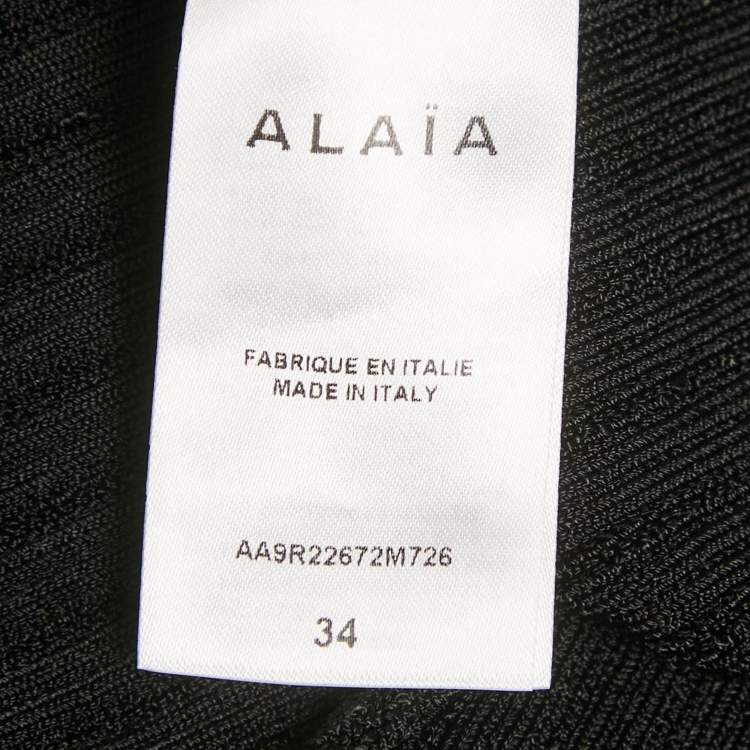 ALAÏA
FABRIQUE EN ITALIE
MADE IN ITALY
AA9R22672M726
34